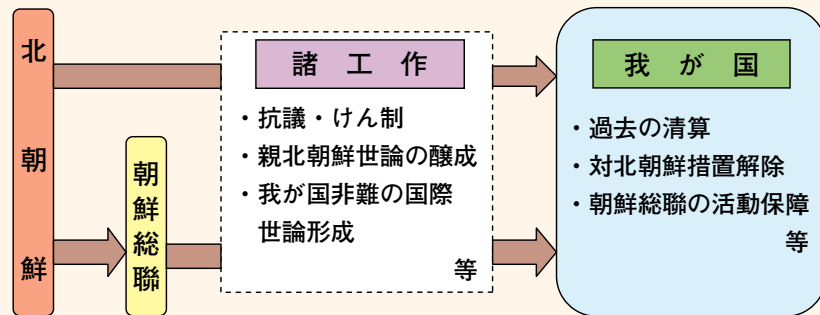 北朝鮮
朝鮮総聯
諸工作
・抗議・けん制
・親北朝鮮世論の醸成
・我が国非難の国際
世論形成
等
我が国
・過去の清算
・対北朝鮮措置解除
・朝鮮総聯の活動保障
等